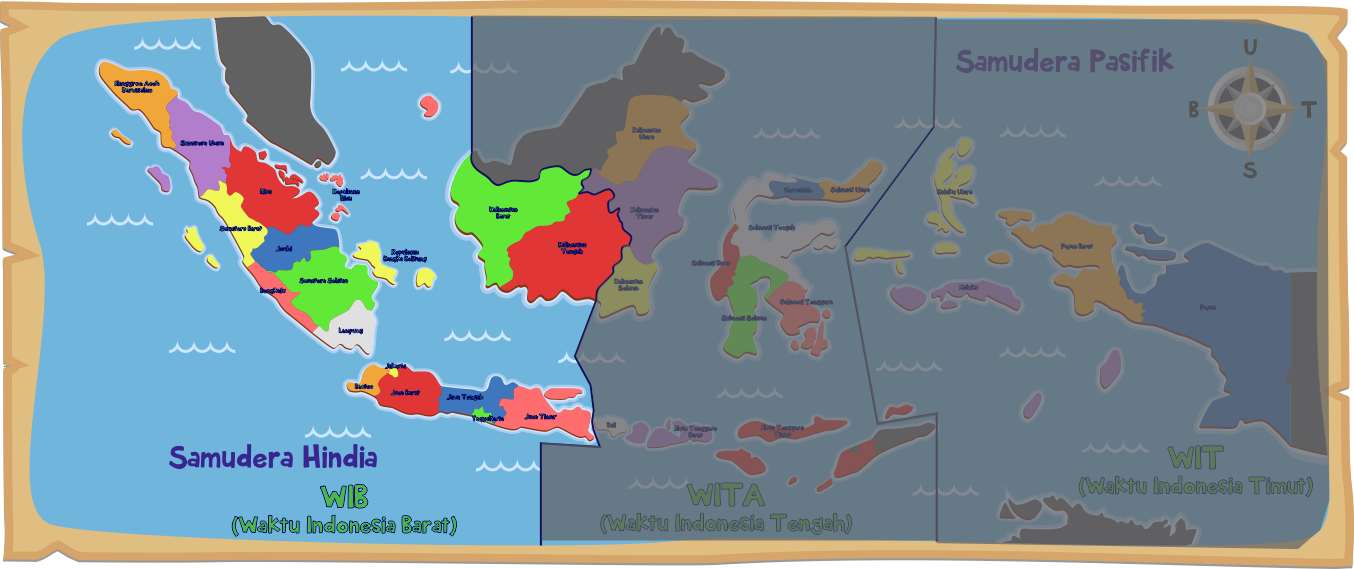 Samudera Pasifik
U
B
T
S
Nanggroe Aceh
Darussalam
Sumatera Utara
Riau
Kepulauan
Riau
Sumatera Barat
Jambi
Kepulauan
Bangka Belitung
Bengkulu
Sumatera Selatan
Lampung
Kalimantan
Utara
Kalimantan
Barat
Kalimantan
Timur
Kalimantan
Tengah
Kalimantan
Selatan
Gorontalo
Sulawesi Utara
Sulawesi Tengah
Sulawesi Barat
Sulawesi Tenggara
Sulawesi Selatan
Maluku Utara
Papua Barat
Maluku
Papua
Jakarta
Banten
Jawa Barat
Jawa Tengah
Yogyakarta
Jawa Timur
Bali
Nusa Tenggara
Barat
Nusa Tenggara
Timur
Samudera Hindia
WIB
(Waktu Indonesia Barat)
WITA
(Waktu Indonesia Tengah)
WIT
(Waktu Indonesia Timut)